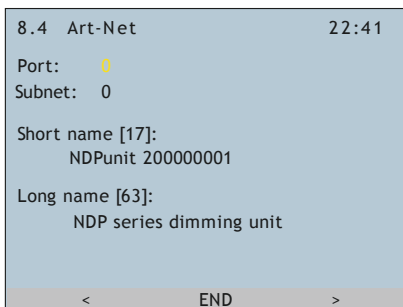 8.4 Art-Net 22:41
Port: 0
Subnet: 0
Short name [17]:
NDPunit 200000001
Long name [63]:
NDP series dimming unit
< END >